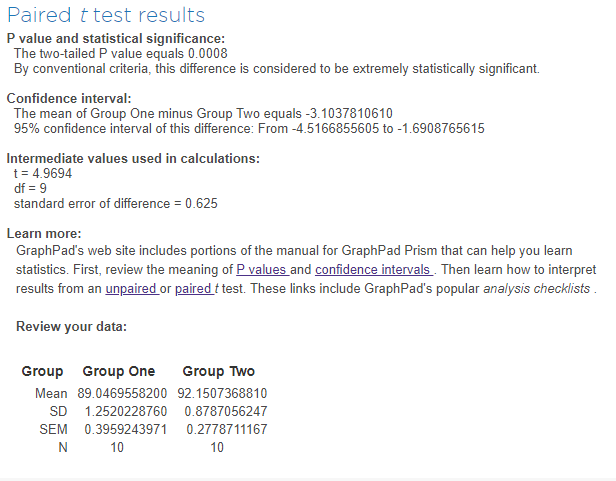 Paired t test results
P value and statistical significance:
The two-tailed P value equals 0.0008
By conventional criteria, this difference is considered to be extremely statistically significant.
Confidence interval:
The mean of Group One minus Group Two equals -3.1037810610
95% confidence interval of this difference: From -4.5166855605 to -1.6908765615
Intermediate values used in calculations:
t = 4.9694
df = 9
standard error of difference = 0.625
Learn more:
GraphPad's web site includes portions of the manual for GraphPad Prism that can help you learn
statistics. First, review the meaning of P values and confidence intervals . Then learn how to interpret
results from an unpaired or paired t test. These links include GraphPad's popular analysis checklists .
Review your data:
Group Group One Group Two
Mean 89.0469558200 92.1507368810
SD 1.2520228760 0.8787056247
SEM 0.3959243971 0.2778711167
N 10 10